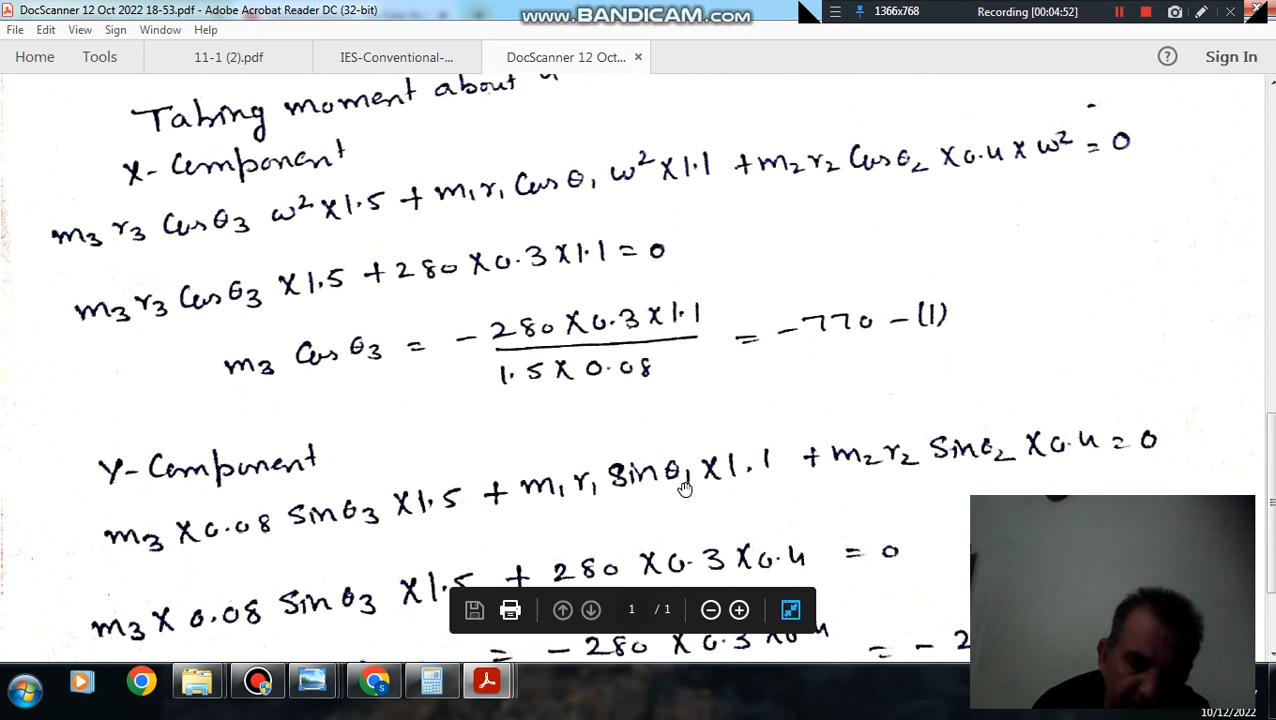 DocScanner 12 Oct 2022 18-53.pdf - Adobe Acrobat Reader DC (32-bit)
www.BANDICAM.com
1366x768
Recording [00:04:52]
File Edit View Sign Window Help
Home Tools 11-1 (2).pdf IES-Conventional-... DocScanner 12 Oct... × Sign In
Taking moment about
X-Component
m3 r3 Cos θ3 ω² × 1.5 + m1 r1 Cos θ1 ω² × 1.1 + m2 r2 Cos θ2 × 0.4 × ω² = 0
m3 r3 Cos θ3 × 1.5 + 280 × 0.3 × 1.1 = 0
m3 Cos θ3 = - 280 × 0.3 × 1.1 / 1.5 × 0.08 = -770 - (1)
Y-Component
m3 × 0.08 Sin θ3 × 1.5 + m1 r1 Sin θ1 × 1.1 + m2 r2 Sin θ2 × 0.4 = 0
m3 × 0.08 Sin θ3 × 1.5 + 280 × 0.3 × 0.4 = 0
1 / 1
= - 280 × 0.3 × 0.4 = - 2
10/12/2022